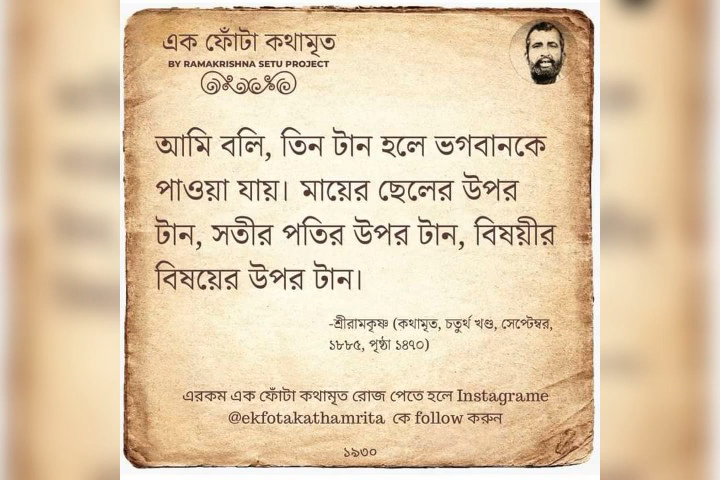 এক ফোঁটা কথামৃত
BY RAMAKRISHNA SETU PROJECT
আমি বলি, তিন টান হলে ভগবানকে
পাওয়া যায়। মায়ের ছেলের উপর
টান, সতীর পতির উপর টান, বিষয়ীর
বিষয়ের উপর টান।
-শ্রীরামকৃষ্ণ (কথামৃত, চতুর্থ খণ্ড, সেপ্টেম্বর,
১৮৮৫, পৃষ্ঠা ১৪৭০)
এরকম এক ফোঁটা কথামৃত রোজ পেতে হলে Instagrame
@ekfotakathamrita কে follow করুন
১৯৩০